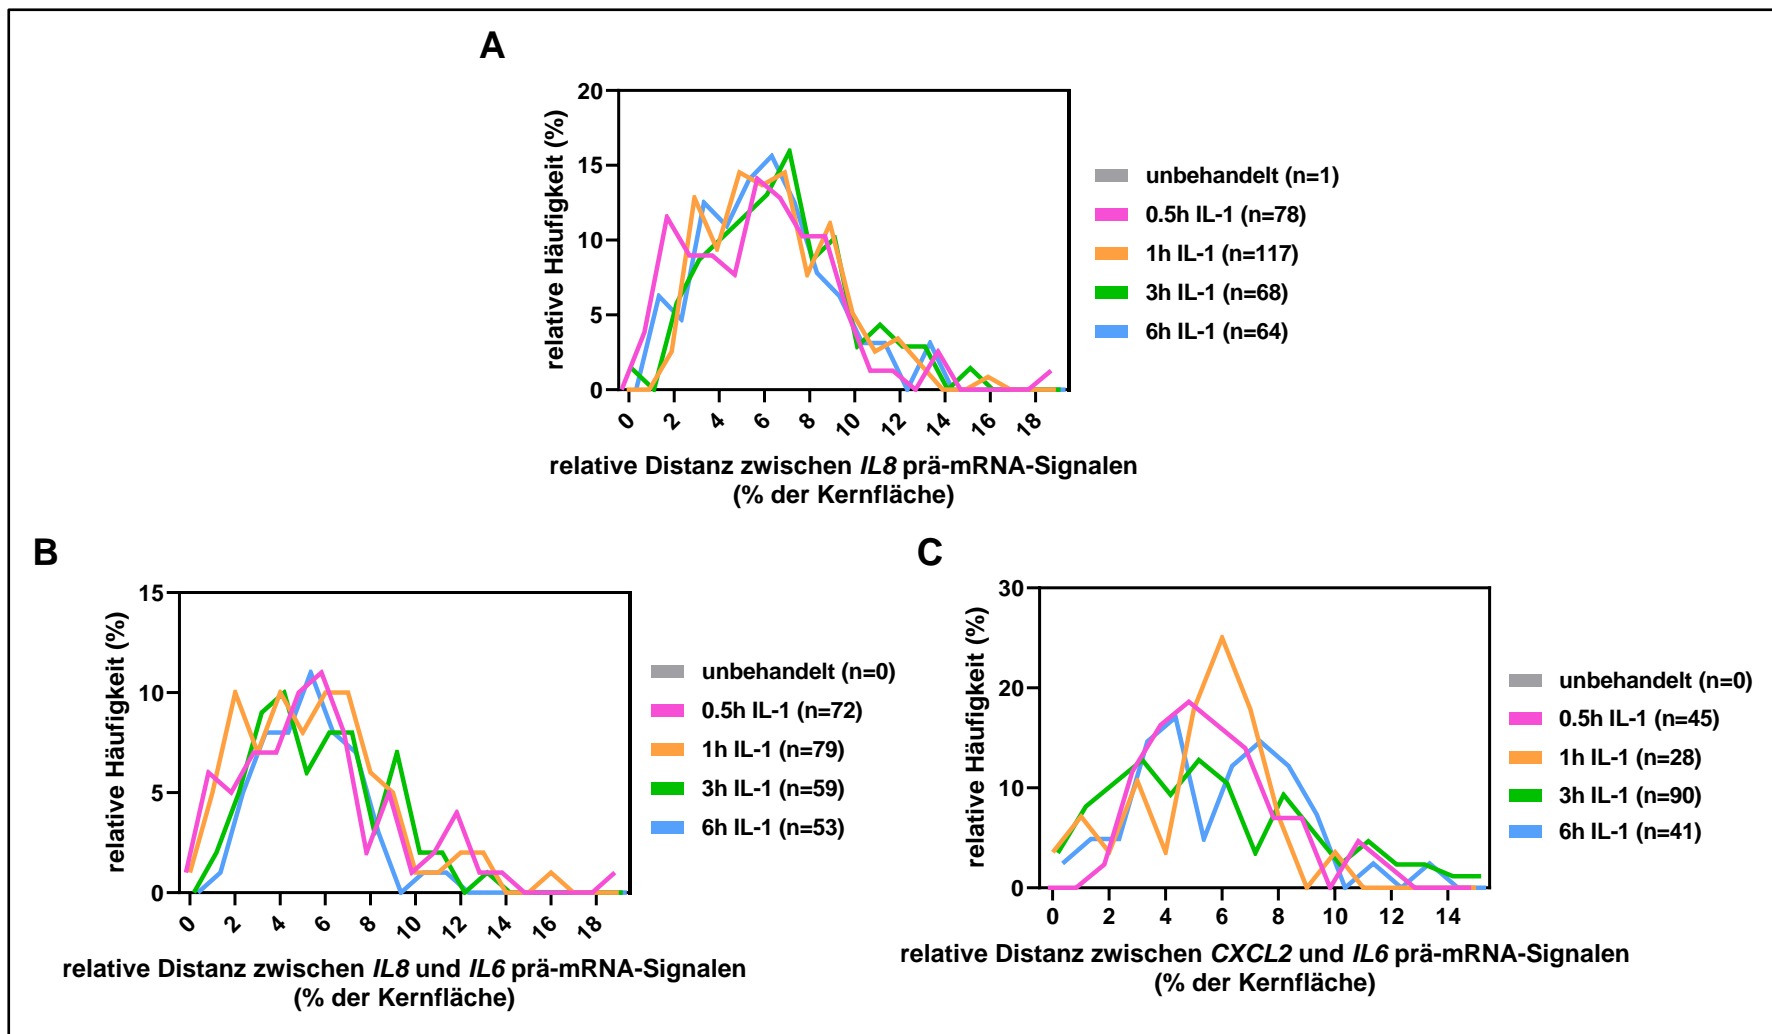 A
relative Häufigkeit (%)
20
15
10
5
0
0 2 4 6 8 10 12 14 16 18
relative Distanz zwischen IL8 prä-mRNA-Signalen
(% der Kernfläche)
unbehandelt (n=1)
0.5h IL-1 (n=78)
1h IL-1 (n=117)
3h IL-1 (n=68)
6h IL-1 (n=64)
B
relative Häufigkeit (%)
15
10
5
0
0 2 4 6 8 10 12 14 16 18
relative Distanz zwischen IL8 und IL6 prä-mRNA-Signalen
(% der Kernfläche)
unbehandelt (n=0)
0.5h IL-1 (n=72)
1h IL-1 (n=79)
3h IL-1 (n=59)
6h IL-1 (n=53)
C
relative Häufigkeit (%)
30
20
10
0
0 2 4 6 8 10 12 14
relative Distanz zwischen CXCL2 und IL6 prä-mRNA-Signalen
(% der Kernfläche)
unbehandelt (n=0)
0.5h IL-1 (n=45)
1h IL-1 (n=28)
3h IL-1 (n=90)
6h IL-1 (n=41)